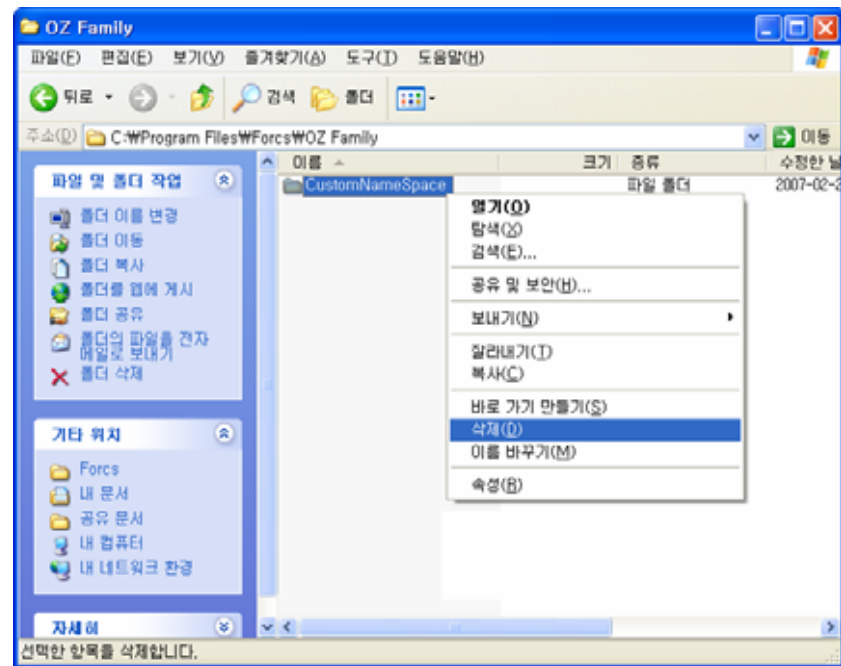 OZ Family
파일(F) 편집(E) 보기(V) 즐겨찾기(A) 도구(T) 도움말(H)
뒤로 검색 폴더
주소(D) C:₩Program Files₩Forcs₩OZ Family 이동
이름 크기 종류 수정한 날
CustomNameSpace 파일 폴더 2007-02-2
파일 및 폴더 작업
폴더 이름 변경
폴더 이동
폴더 복사
폴더를 웹에 게시
폴더 공유
폴더의 파일을 전자
메일로 보내기
폴더 삭제
기타 위치
Forcs
내 문서
공유 문서
내 컴퓨터
내 네트워크 환경
자세히
열기(O)
탐색(X)
검색(E)...
공유 및 보안(H)...
보내기(N)
잘라내기(T)
복사(C)
바로 가기 만들기(S)
삭제(D)
이름 바꾸기(M)
속성(R)
선택한 항목을 삭제합니다.